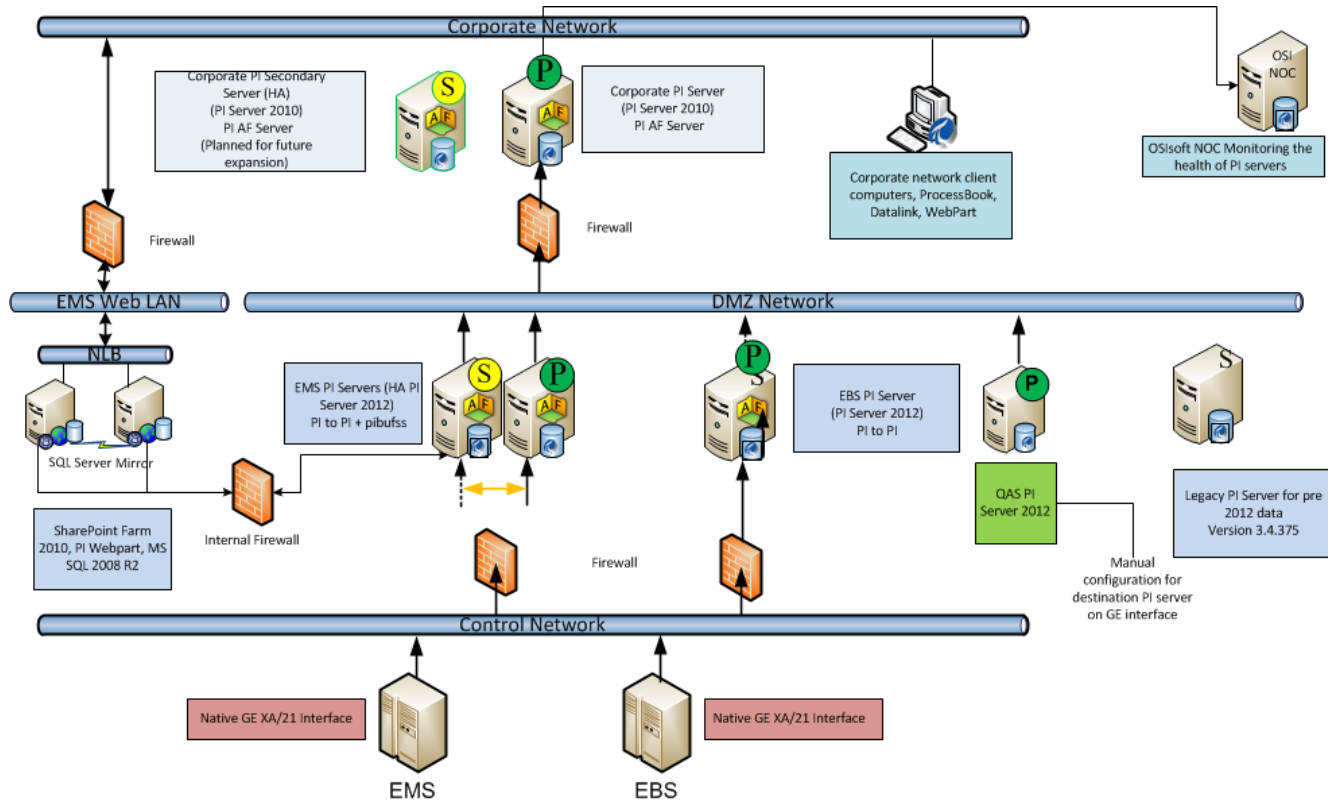 Corporate Network
Corporate PI Secondary
Server (HA)
(PI Server 2010)
PI AF Server
(Planned for future
expansion)
S
A F
P
A F
Corporate PI Server
(PI Server 2010)
PI AF Server
Corporate network client
computers, ProcessBook,
Datalink, WebPart
OSI
NOC
OSIsoft NOC Monitoring the
health of PI servers
Firewall
Firewall
EMS Web LAN
DMZ Network
NLB
SQL Server Mirror
SharePoint Farm
2010, PI Webpart, MS
SQL 2008 R2
Internal Firewall
EMS PI Servers (HA PI
Server 2012)
PI to PI + pibufss
S
A F
P
A F
P
S
A F
EBS PI Server
(PI Server 2012)
PI to PI
P
QAS PI
Server 2012
S
Legacy PI Server for pre
2012 data
Version 3.4.375
Manual
configuration for
destination PI server
on GE interface
Firewall
Control Network
Native GE XA/21 Interface
EMS
Native GE XA/21 Interface
EBS